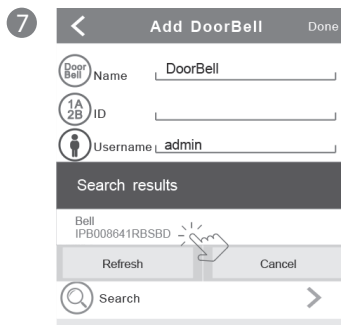 7
Add DoorBell Done
Door Bell Name DoorBell
1A 2B ID
Username admin
Search results
Bell
IPB008641RBSBD
Refresh Cancel
Search